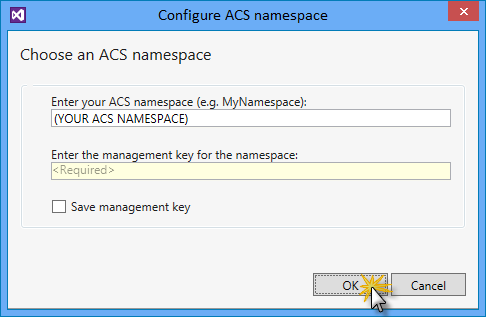 Configure ACS namespace
Choose an ACS namespace
Enter your ACS namespace (e.g. MyNamespace):
(YOUR ACS NAMESPACE)
Enter the management key for the namespace:
<Required>
Save management key
OK Cancel